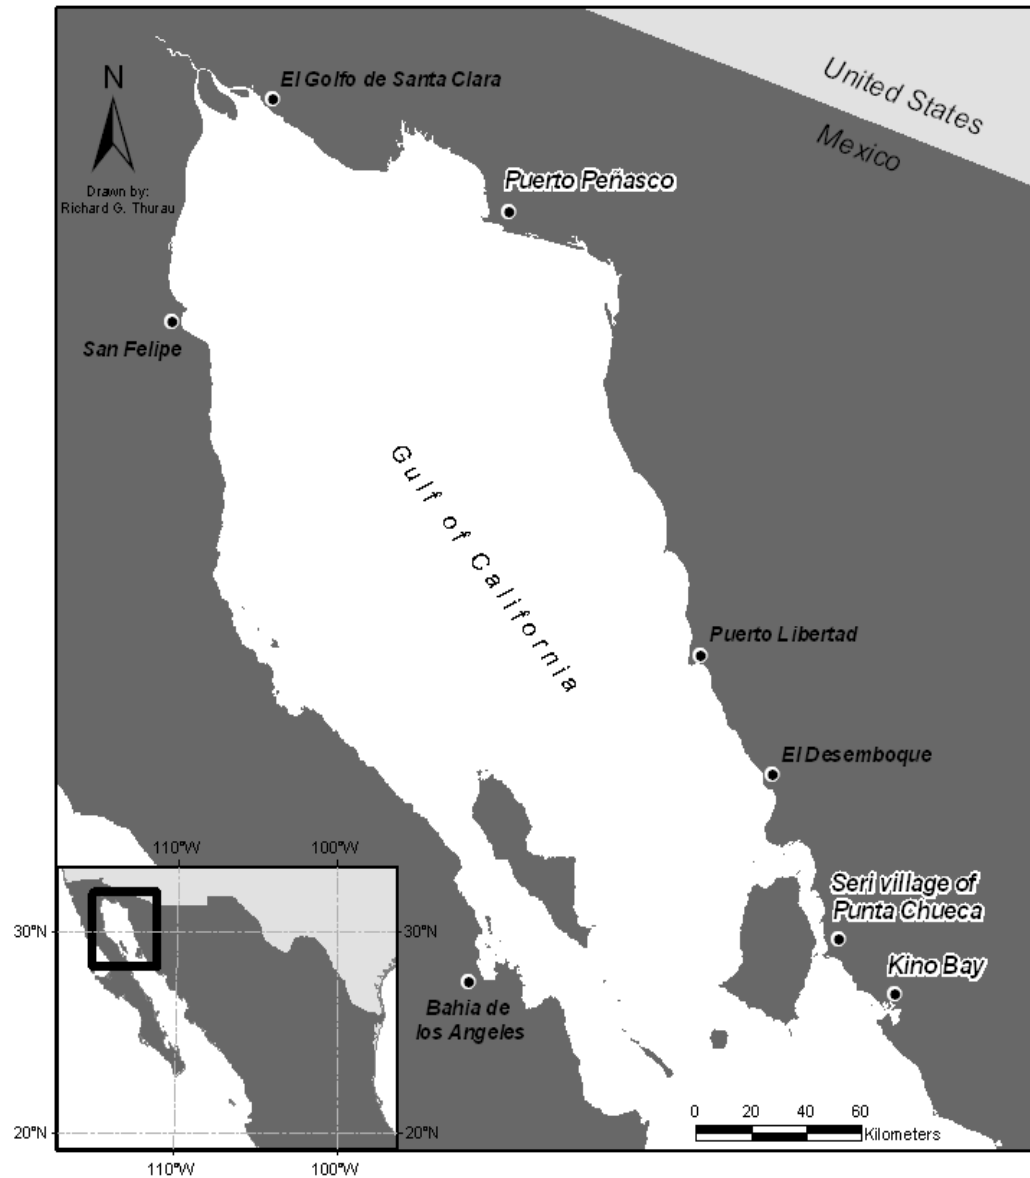 N
Drawn by:
Richard G. Thurau
El Golfo de Santa Clara
United States
Mexico
Puerto Peñasco
San Felipe
Gulf of California
Puerto Libertad
El Desemboque
Seri village of
Punta Chueca
Kino Bay
Bahia de
los Angeles
110°W 100°W
30°N 30°N
20°N 20°N
110°W 100°W
0 20 40 60
Kilometers